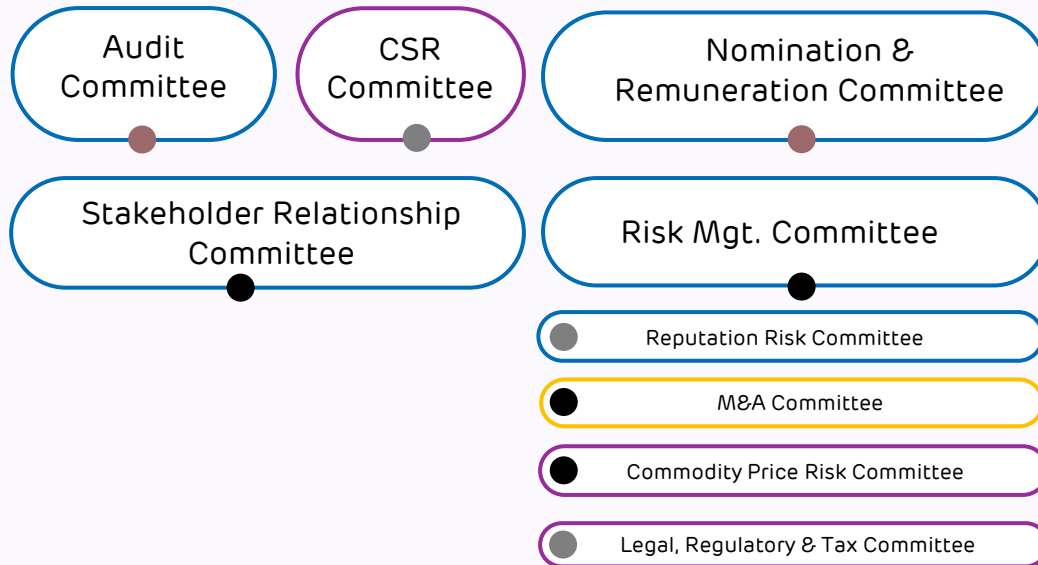 Audit
Committee
CSR
Committee
Nomination &
Remuneration Committee
Stakeholder Relationship
Committee
Risk Mgt. Committee
Reputation Risk Committee
M&A Committee
Commodity Price Risk Committee
Legal, Regulatory & Tax Committee